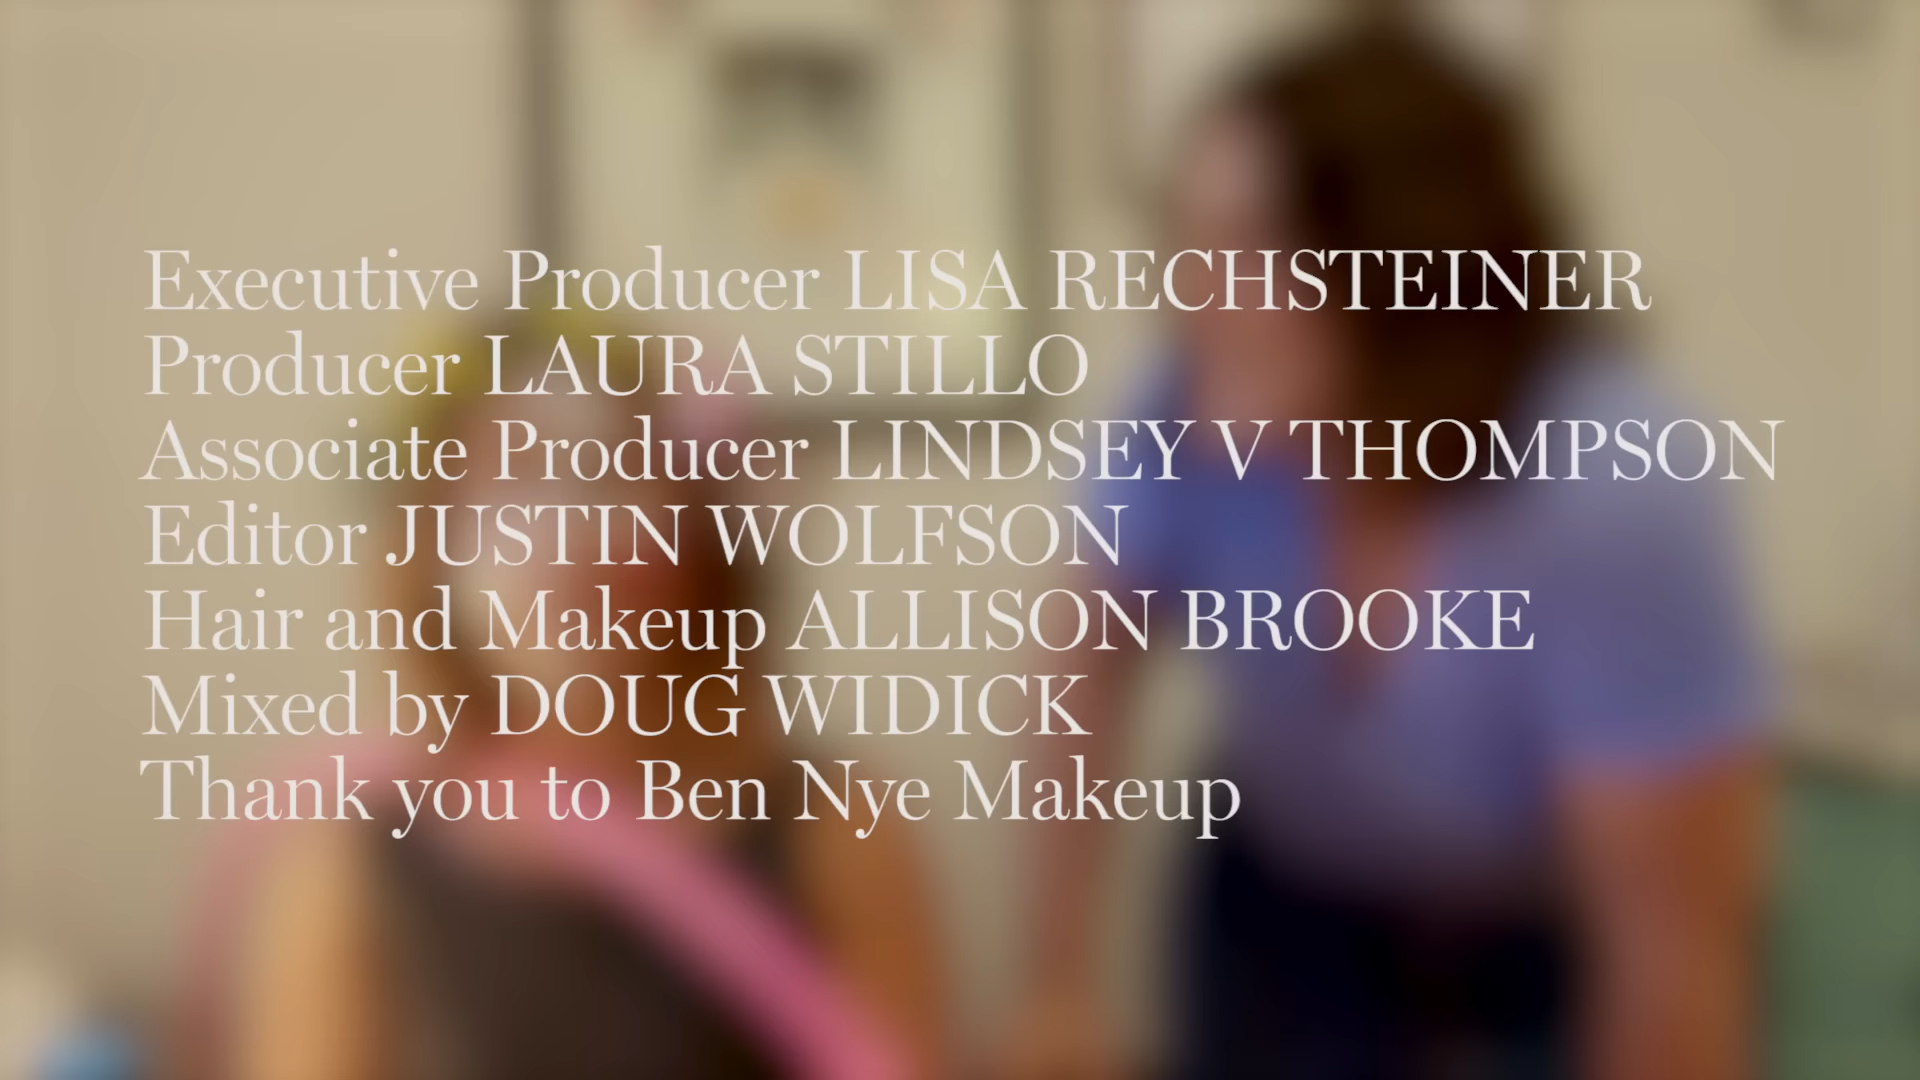 Executive Producer LISA RECHSTEINER
Producer LAURA STILLO
Associate Producer LINDSEY V THOMPSON
Editor JUSTIN WOLFSON
Hair and Makeup ALLISON BROOKE
Mixed by DOUG WIDICK
Thank you to Ben Nye Makeup